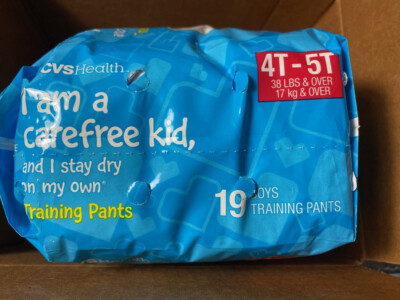 CVSHealth
4T-5T
38 LBS & OVER
17 kg & OVER
I am a
carefree kid,
and I stay dry
on my own*
Training Pants
19
TRAINING PANTS